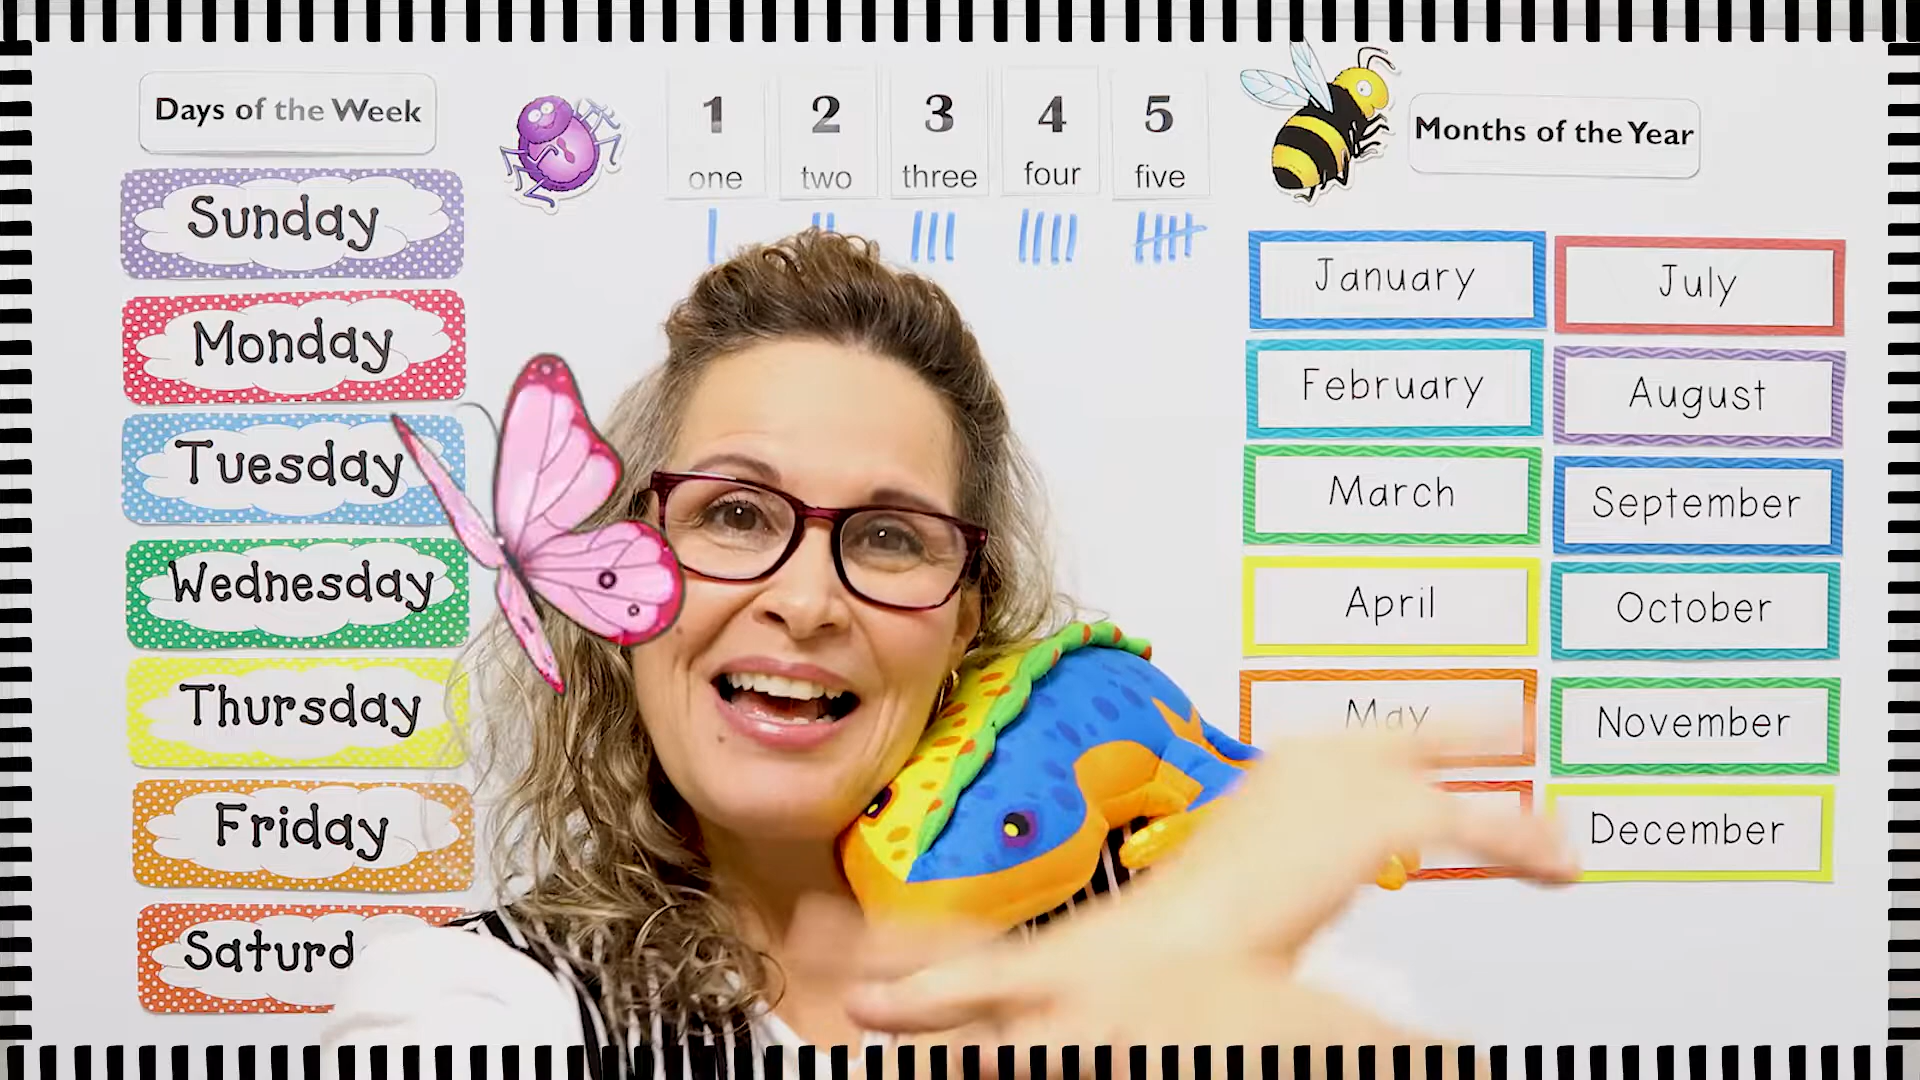 Days of the Week
Sunday
Monday
Tuesday
Wednesday
Thursday
Friday
Saturd
1 2 3 4 5
one two three four five
Months of the Year
January
February
March
April
May
July
August
September
October
November
December